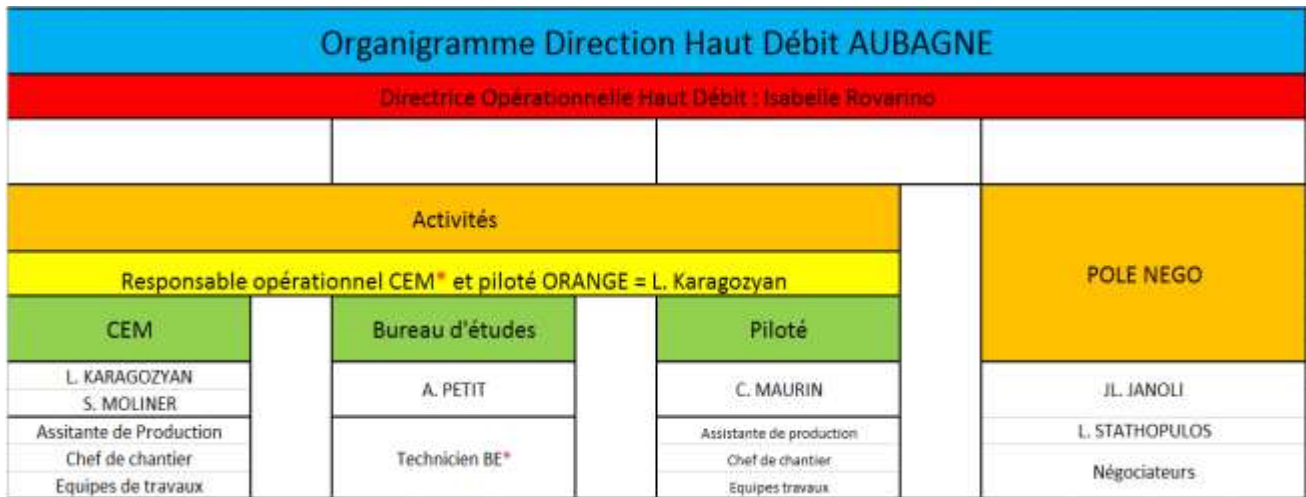 Organigramme Direction Haut Débit AUBAGNE
Directrice Opérationnelle Haut Débit : Isabelle Rovarino
Activités
Responsable opérationnel CEM* et piloté ORANGE = L. Karagozyan
POLE NEGO
CEM
Bureau d'études
Piloté
L. KARAGOZYAN
S. MOLINER
A. PETIT
C. MAURIN
JL. JANOLI
Assitante de Production
Chef de chantier
Equipes de travaux
Technicien BE*
Assistante de production
Chef de chantier
Equipes travaux
L. STATHOPULOS
Négociateurs